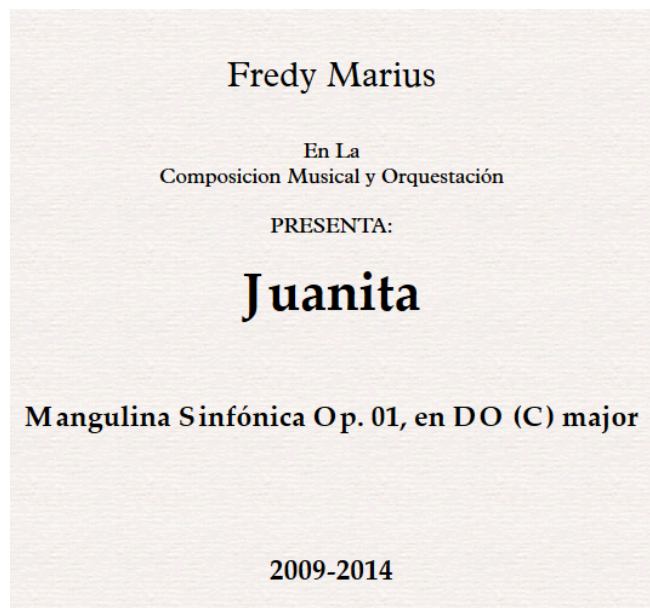 Fredy Marius
En La
Composicion Musical y Orquestación
PRESENTA:
Juanita
Mangulina Sinfónica Op. 01, en DO (C) major
2009-2014